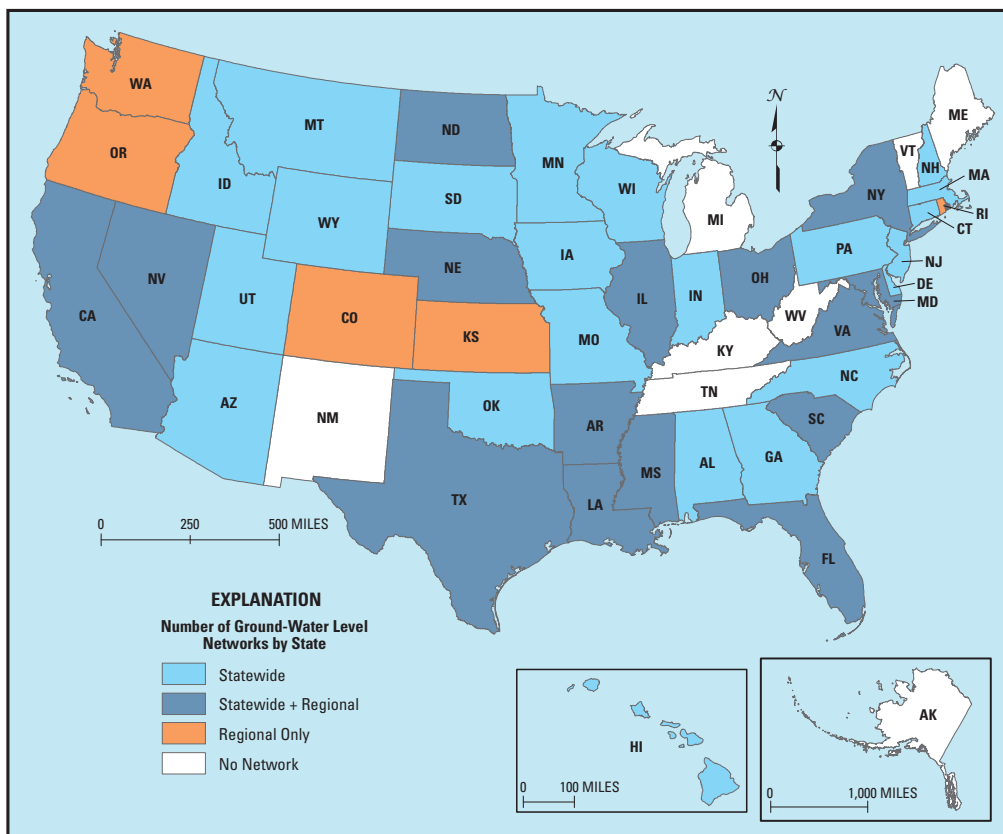 WA
MT
ND
ME
OR
MN
VT
NH
ID
WI
NY
MA
SD
WY
MI
RI
CT
IA
PA
NE
NV
NJ
OH
IL
IN
DE
UT
MD
CA
CO
WV
VA
KS
MO
KY
NC
TN
AZ
OK
NM
AR
SC
MS
AL
GA
TX
LA
FL
HI
AK
N
0 250 500 MILES
EXPLANATION
Number of Ground-Water Level
Networks by State
Statewide
Statewide + Regional
Regional Only
No Network
0 100 MILES
0 1,000 MILES